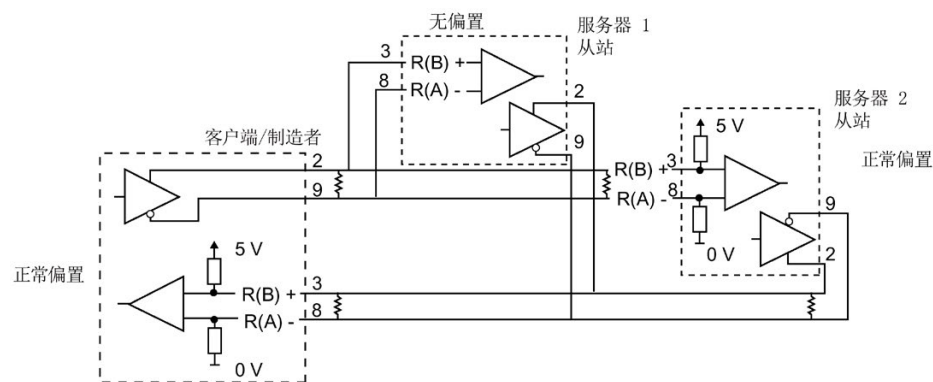 无偏置
服务器 1
从站
3
R(B) +
8
R(A) -
2
9
服务器 2
从站
正常偏置
5 V
R(B) +
3
R(A) -
8
0 V
9
2
客户端/制造者
2
9
正常偏置
5 V
R(B) +
3
R(A) -
8
0 V